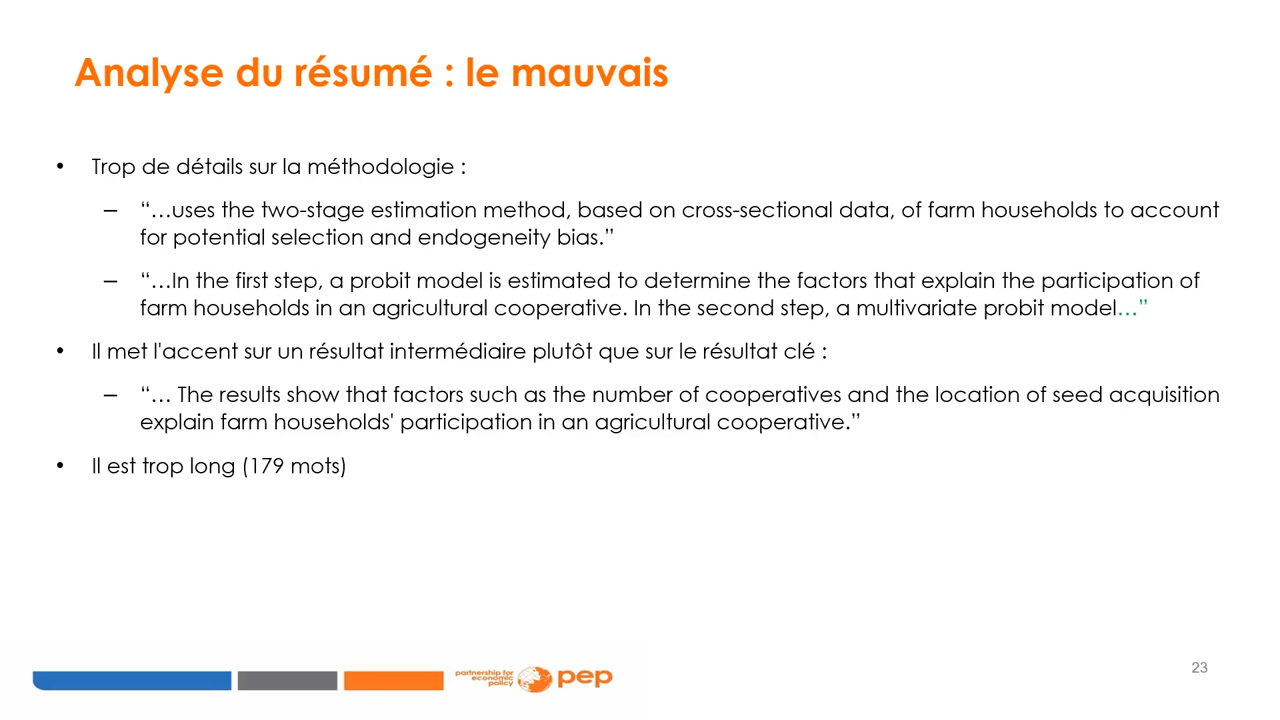 Analyse du résumé : le mauvais
• Trop de détails sur la méthodologie :
– “…uses the two-stage estimation method, based on cross-sectional data, of farm households to account
for potential selection and endogeneity bias.”
– “…In the first step, a probit model is estimated to determine the factors that explain the participation of
farm households in an agricultural cooperative. In the second step, a multivariate probit model…”
• Il met l'accent sur un résultat intermédiaire plutôt que sur le résultat clé :
– “… The results show that factors such as the number of cooperatives and the location of seed acquisition
explain farm households' participation in an agricultural cooperative.”
• Il est trop long (179 mots)
partnership for
economic
policy
pep
23